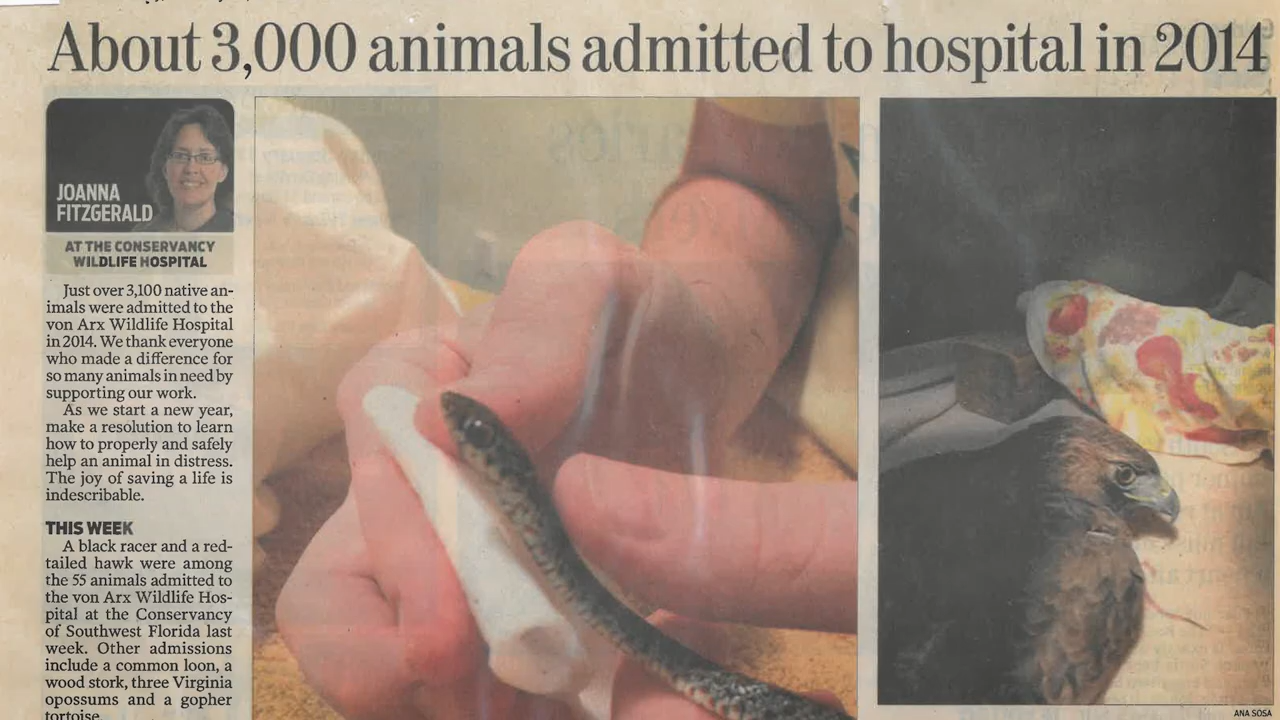 About 3,000 animals admitted to hospital in 2014
JOANNA
FITZGERALD
AT THE CONSERVANCY
WILDLIFE HOSPITAL
Just over 3,100 native an-
imals were admitted to the
von Arx Wildlife Hospital
in 2014. We thank everyone
who made a difference for
so many animals in need by
supporting our work.
As we start a new year,
make a resolution to learn
how to properly and safely
help an animal in distress.
The joy of saving a life is
indescribable.
THIS WEEK
A black racer and a red-
tailed hawk were among
the 55 animals admitted to
the von Arx Wildlife Hos-
pital at the Conservancy
of Southwest Florida last
week. Other admissions
include a common loon, a
wood stork, three Virginia
opossums and a gopher
tortoise.
ANA SOSA